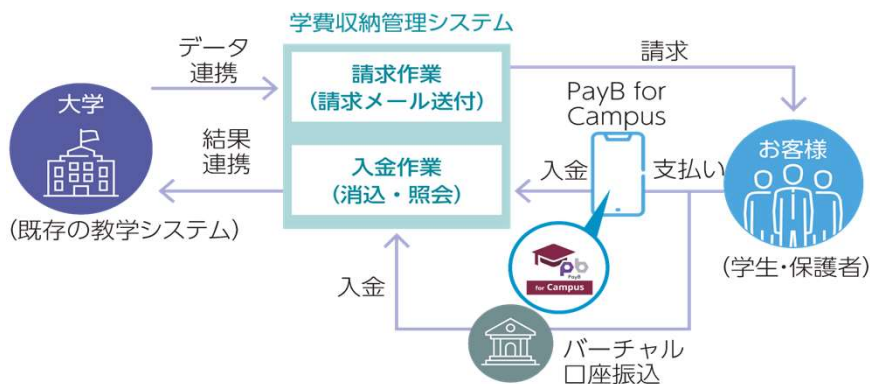 学費収納管理システム
データ
連携
請求作業
(請求メール送付)
請求
大学
PayB for
Campus
結果
連携
入金作業
(消込・照会)
入金
支払い
お客様
(既存の教学システム)
(学生・保護者)
pb
PayB
for Campus
入金
バーチャル
口座振込